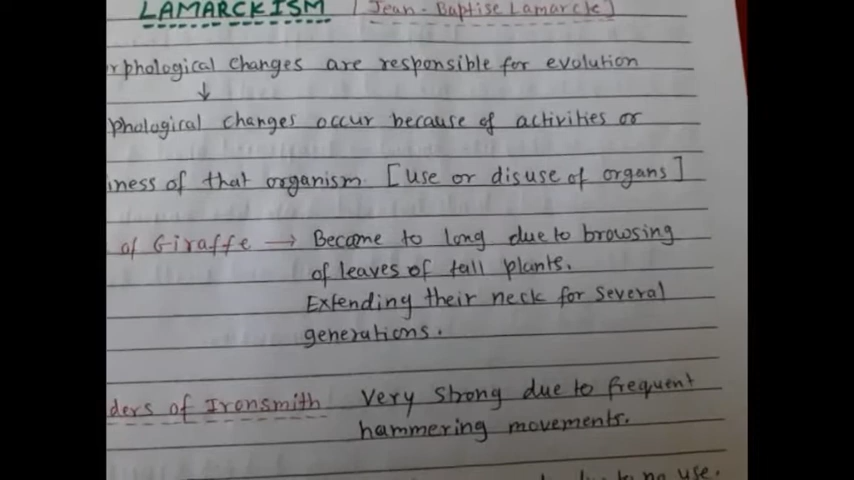 LAMARCKISM [Jean-Baptise Lamarck]
rphological changes are responsible for evolution
↓
phological changes occur because of activities or
iness of that organism [use or disuse of organs]
of Giraffe → Became to long due to browsing
of leaves of tall plants.
Extending their neck for several
generations.
ders of Ironsmith Very strong due to frequent
hammering movements.
no use.